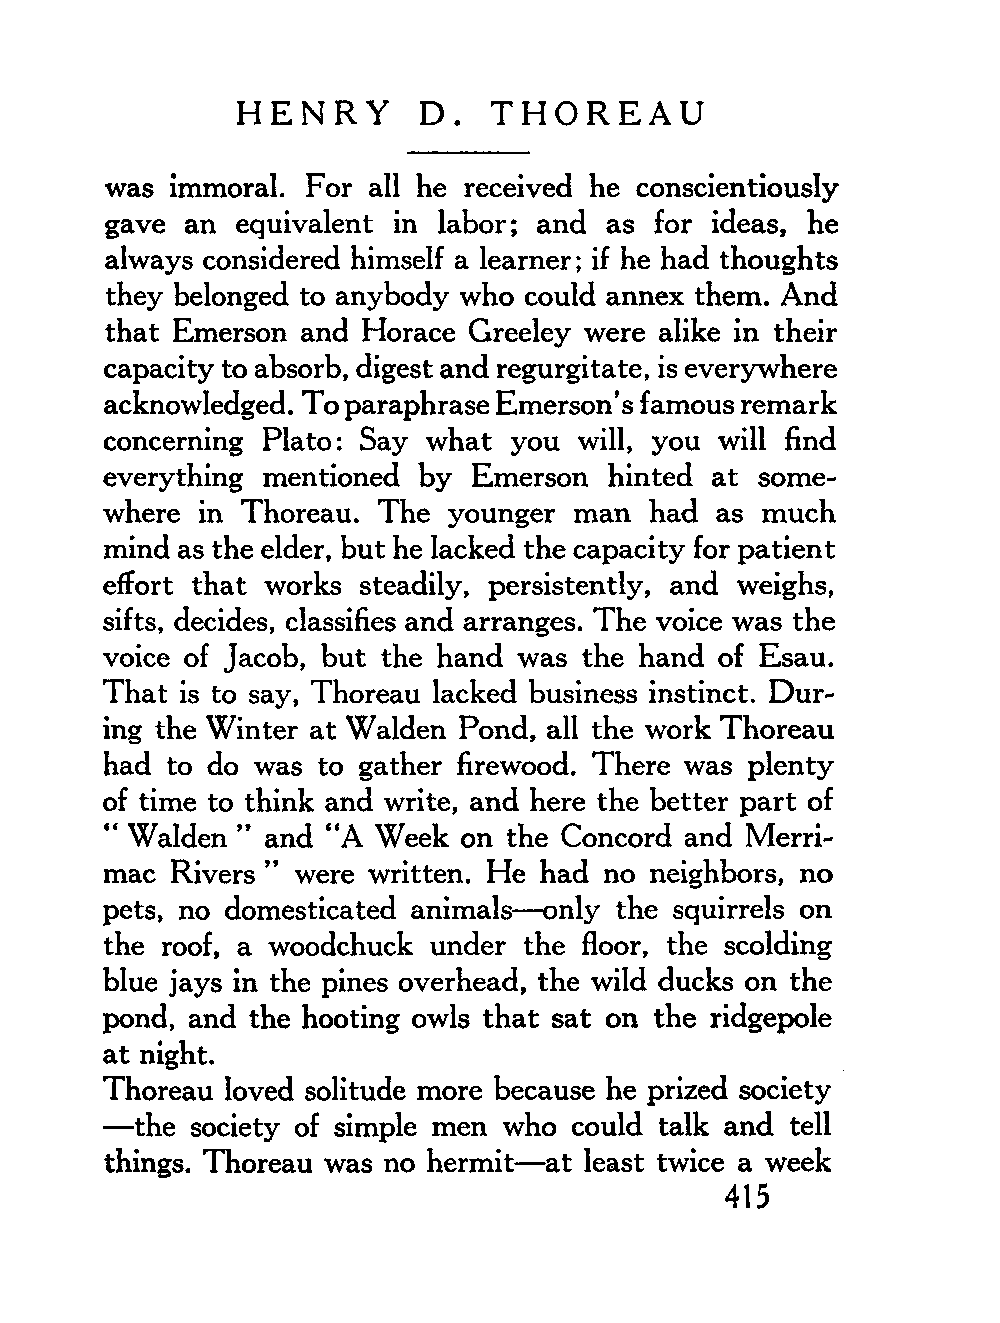 HENRY D. THOREAU
was immoral. For all he received he conscientiously
gave an equivalent in labor; and as for ideas, he
always considered himself a learner; if he had thoughts
they belonged to anybody who could annex them. And
that Emerson and Horace Greeley were alike in their
capacity to absorb, digest and regurgitate, is everywhere
acknowledged. To paraphrase Emerson's famous remark
concerning Plato: Say what you will, you will find
everything mentioned by Emerson hinted at some-
where in Thoreau. The younger man had as much
mind as the elder, but he lacked the capacity for patient
effort that works steadily, persistently, and weighs,
sifts, decides, classifies and arranges. The voice was the
voice of Jacob, but the hand was the hand of Esau.
That is to say, Thoreau lacked business instinct. Dur-
ing the Winter at Walden Pond, all the work Thoreau
had to do was to gather firewood. There was plenty
of time to think and write, and here the better part of
“ Walden ” and “A Week on the Concord and Merri-
mac Rivers ” were written. He had no neighbors, no
pets, no domesticated animals—only the squirrels on
the roof, a woodchuck under the floor, the scolding
blue jays in the pines overhead, the wild ducks on the
pond, and the hooting owls that sat on the ridgepole
at night.
Thoreau loved solitude more because he prized society
—the society of simple men who could talk and tell
things. Thoreau was no hermit—at least twice a week
415